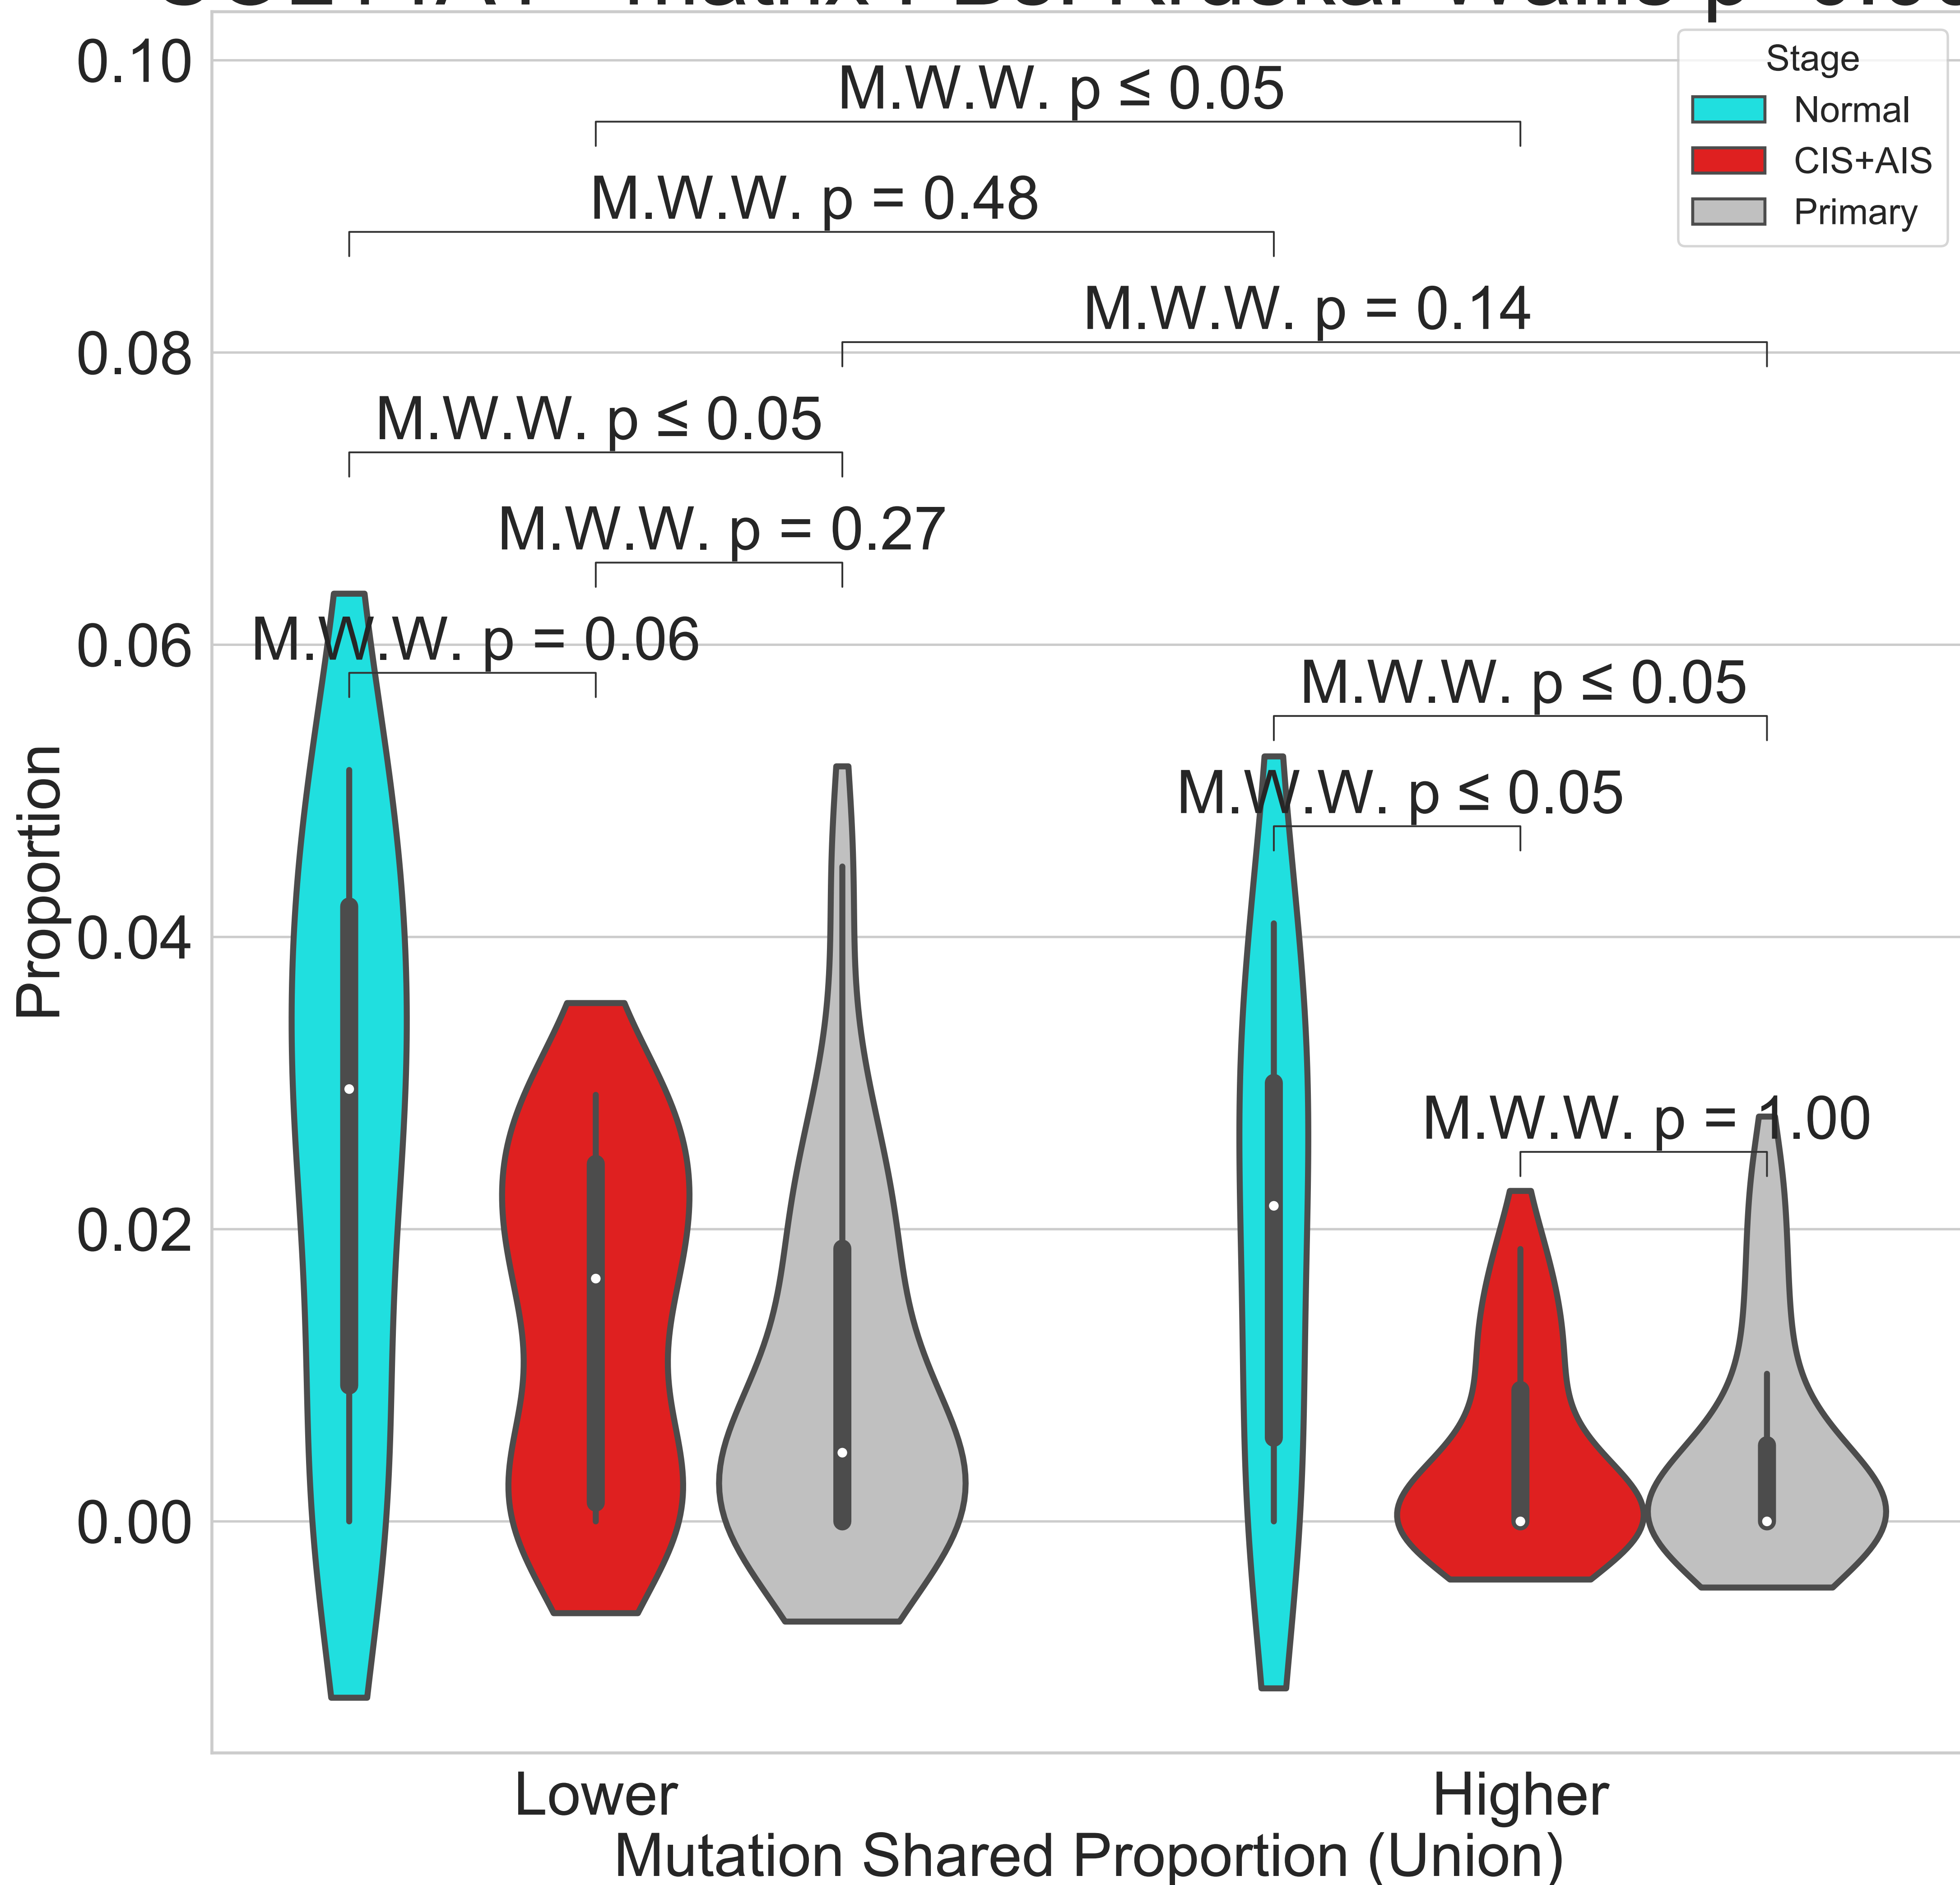 0.10
0.08
0.06
0.04
0.02
0.00
Proportion
M.W.W. p ≤ 0.05
M.W.W. p = 0.48
M.W.W. p = 0.14
M.W.W. p ≤ 0.05
M.W.W. p = 0.27
M.W.W. p = 0.06
M.W.W. p ≤ 0.05
M.W.W. p ≤ 0.05
M.W.W. p = 1.00
Stage
Normal
CIS+AIS
Primary
Lower
Higher
Mutation Shared Proportion (Union)